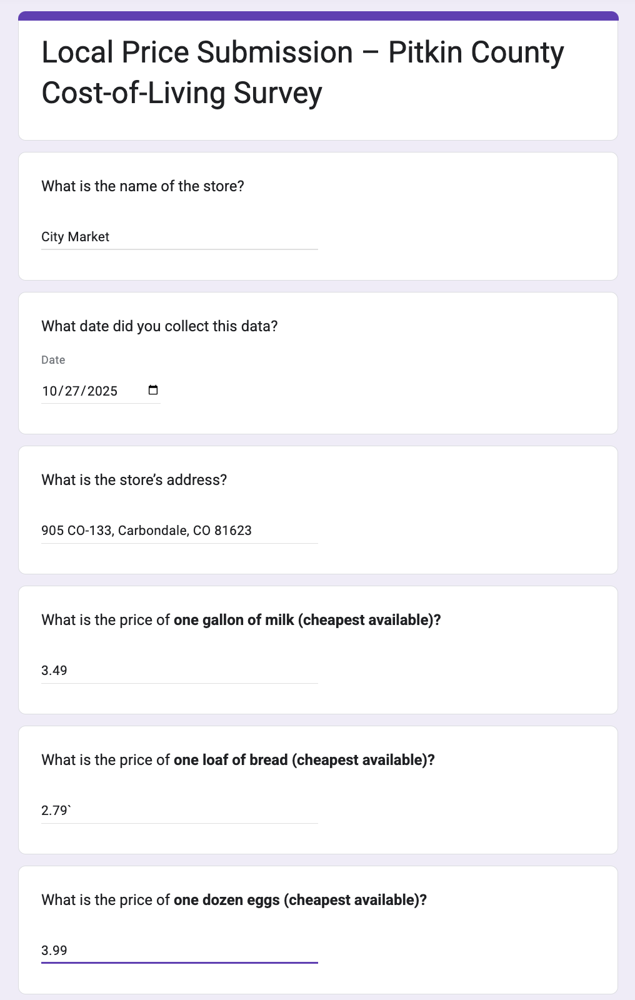 Local Price Submission – Pitkin County
Cost-of-Living Survey
What is the name of the store?
City Market
What date did you collect this data?
Date
10/27/2025
What is the store’s address?
905 CO-133, Carbondale, CO 81623
What is the price of one gallon of milk (cheapest available)?
3.49
What is the price of one loaf of bread (cheapest available)?
2.79`
What is the price of one dozen eggs (cheapest available)?
3.99